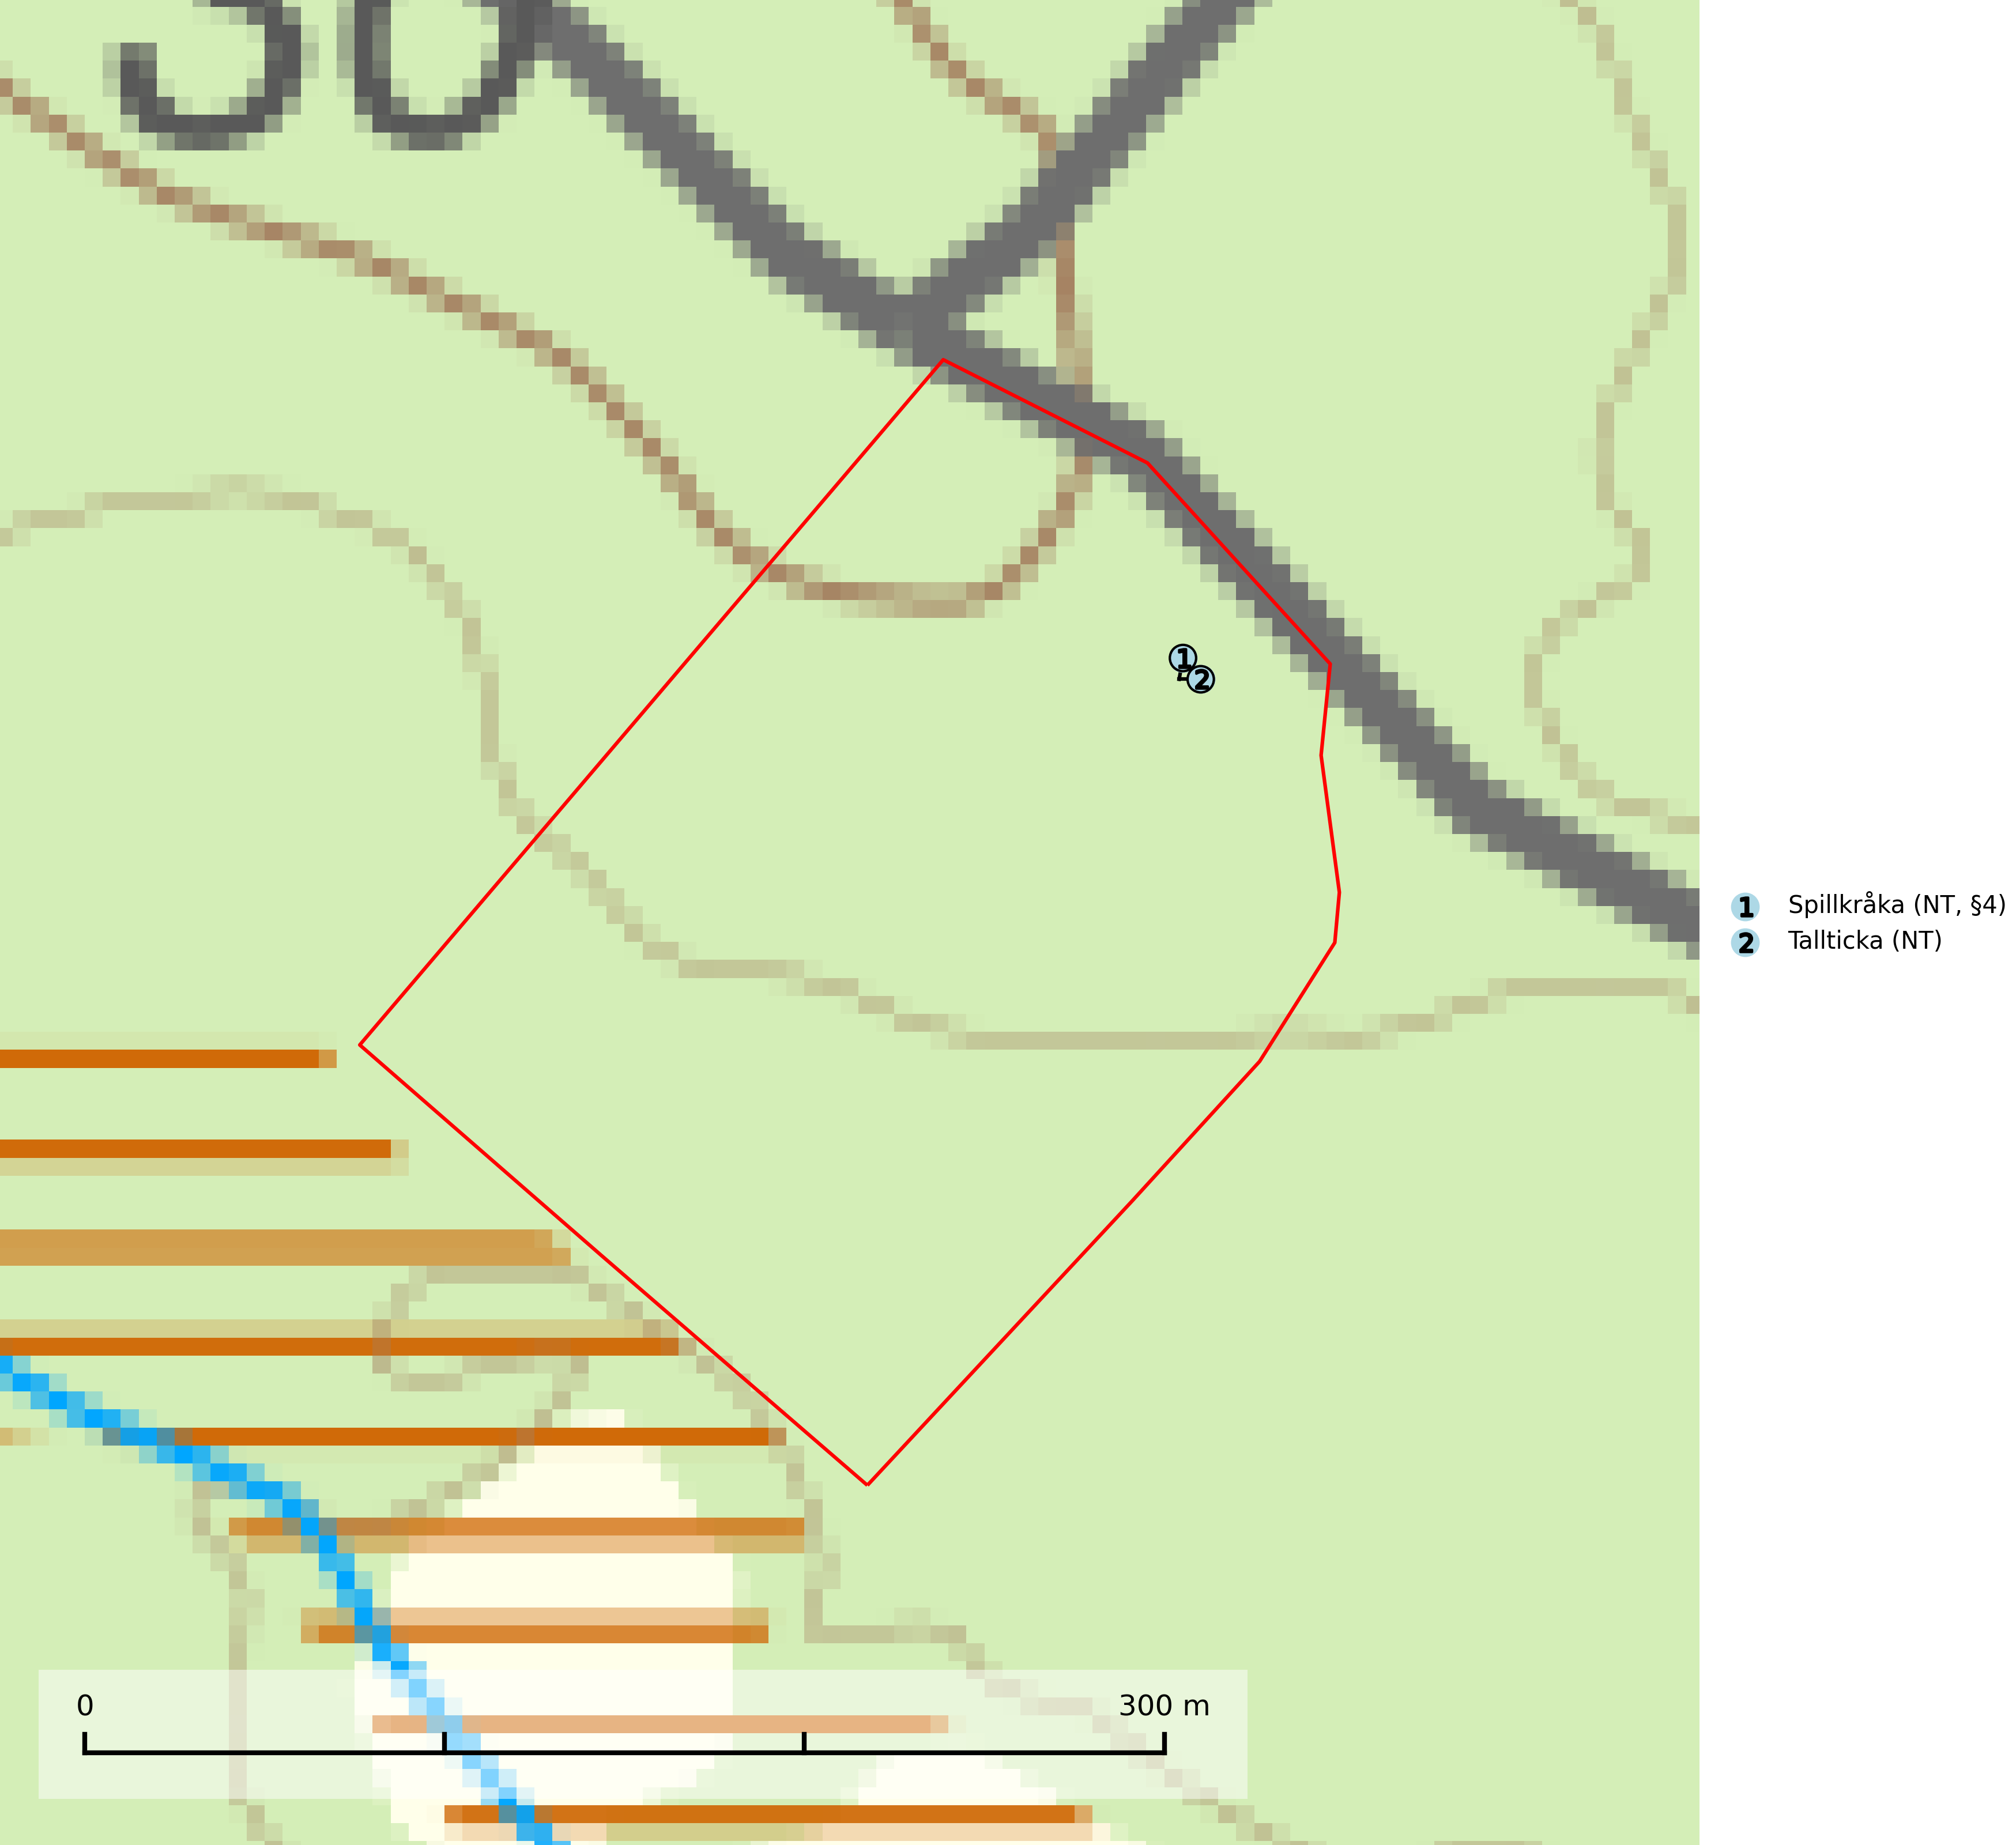 1
2
1 Spillkråka (NT, §4)
2 Tallticka (NT)
0 300 m